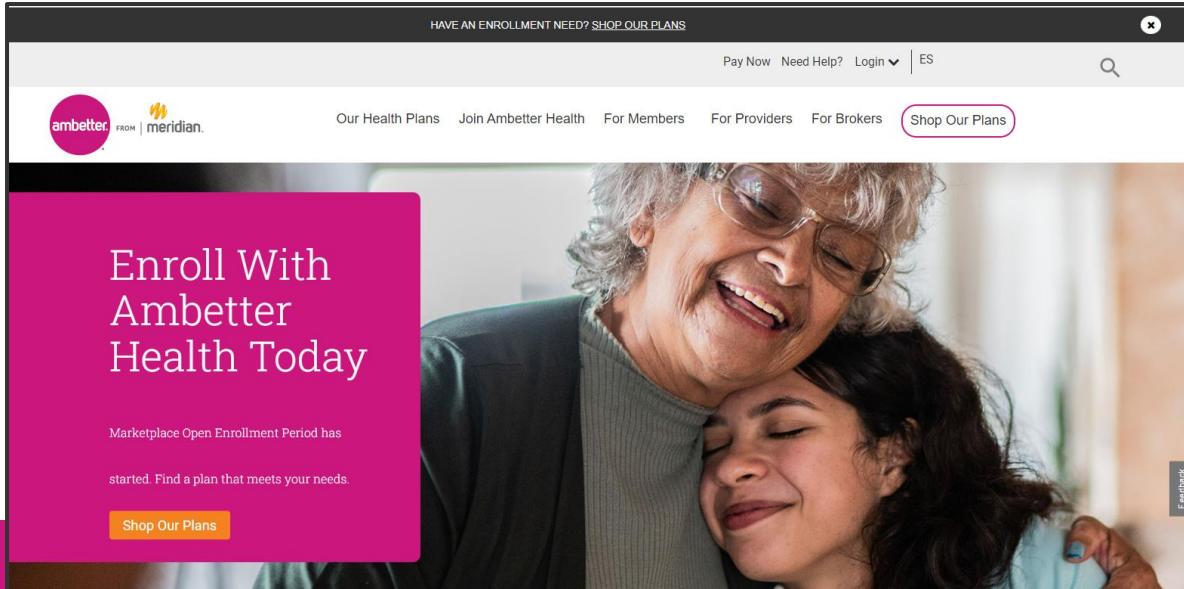 HAVE AN ENROLLMENT NEED? SHOP OUR PLANS
Pay Now Need Help? Login ES
ambetter. FROM meridian.
Our Health Plans Join Ambetter Health For Members For Providers For Brokers Shop Our Plans
Enroll With
Ambetter
Health Today
Marketplace Open Enrollment Period has
started. Find a plan that meets your needs.
Shop Our Plans
Feedback